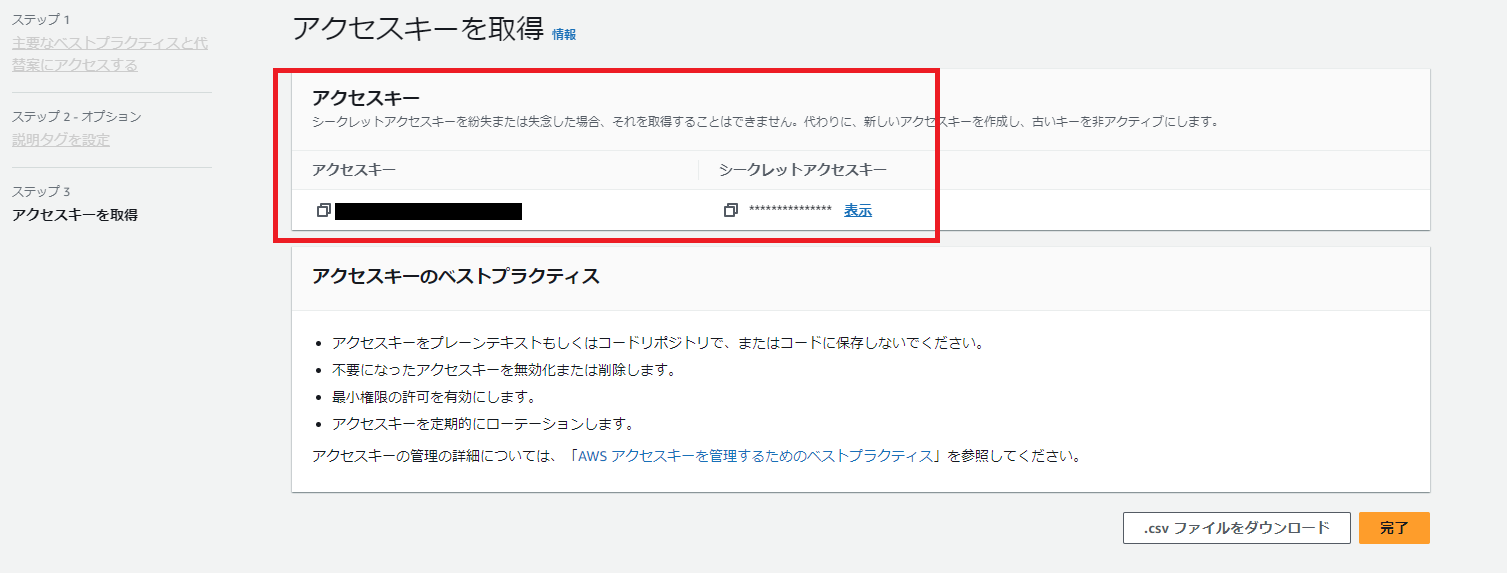 ステップ 1
主要なベストプラクティスと代
替案にアクセスする
ステップ 2 - オプション
説明タグを設定
ステップ 3
アクセスキーを取得
アクセスキーを取得 情報
アクセスキー
シークレットアクセスキーを紛失または失念した場合、それを取得することはできません。代わりに、新しいアクセスキーを作成し、古いキーを非アクティブにします。
アクセスキー シークレットアクセスキー
*************** 表示
アクセスキーのベストプラクティス
アクセスキーをプレーンテキストもしくはコードリポジトリで、またはコードに保存しないでください。
不要になったアクセスキーを無効化または削除します。
最小権限の許可を有効にします。
アクセスキーを定期的にローテーションします。
アクセスキーの管理の詳細については、「AWS アクセスキーを管理するためのベストプラクティス」を参照してください。
.csv ファイルをダウンロード 完了